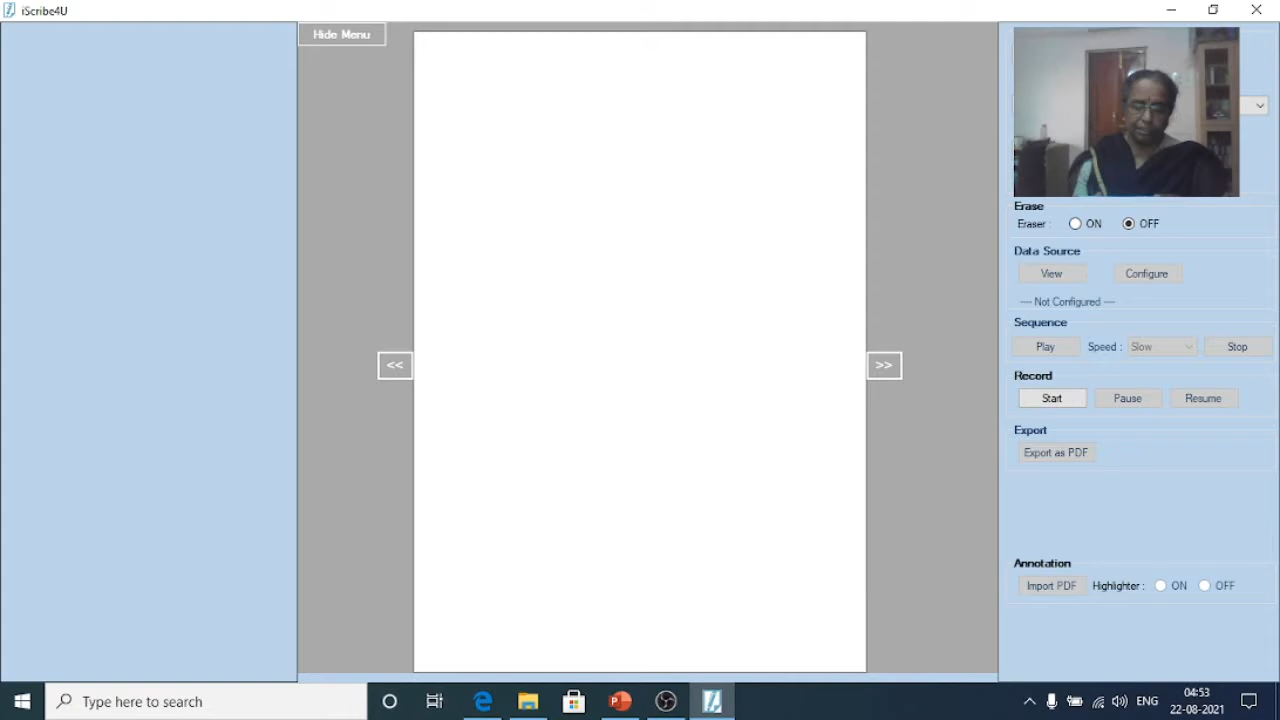 iScribe4U
Hide Menu
Erase
Eraser : ON OFF
Data Source
View Configure
---- Not Configured ----
Sequence
<< >> Play Speed : Slow Stop
Record
Start Pause Resume
Export
Export as PDF
Annotation
Import PDF Highlighter : ON OFF
Type here to search
ENG
04:53
22-08-2021